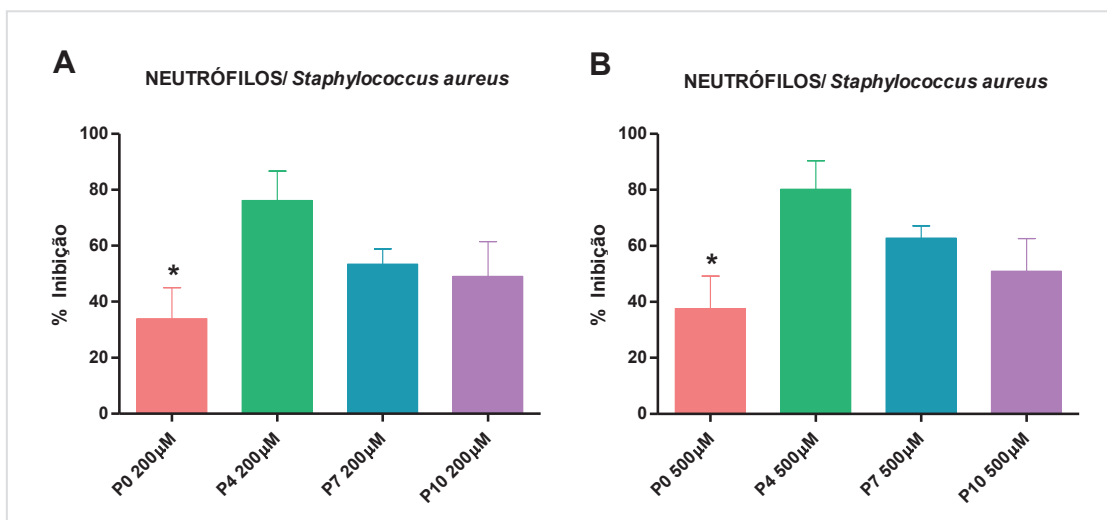 A
NEUTRÓFILOS/ Staphylococcus aureus
% Inibição
100
80
60
40
20
0
*
P0 200µM
P4 200µM
P7 200µM
P10 200µM
B
NEUTRÓFILOS/ Staphylococcus aureus
% Inibição
100
80
60
40
20
0
*
P0 500µM
P4 500µM
P7 500µM
P10 500µM